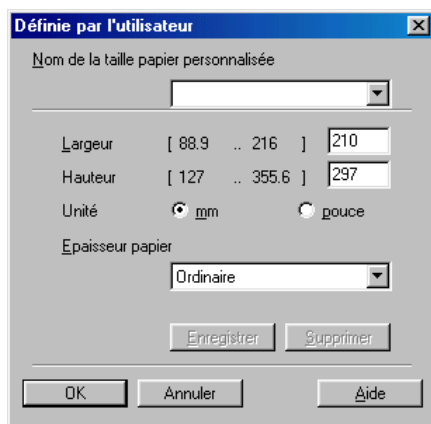 Définie par l'utilisateur
Nom de la taille papier personnalisée
Largeur [ 88.9 .. 216 ] 210
Hauteur [ 127 .. 355.6 ] 297
Unité mm pouce
Epaisseur papier
Ordinaire
Enregistrer Supprimer
OK Annuler Aide